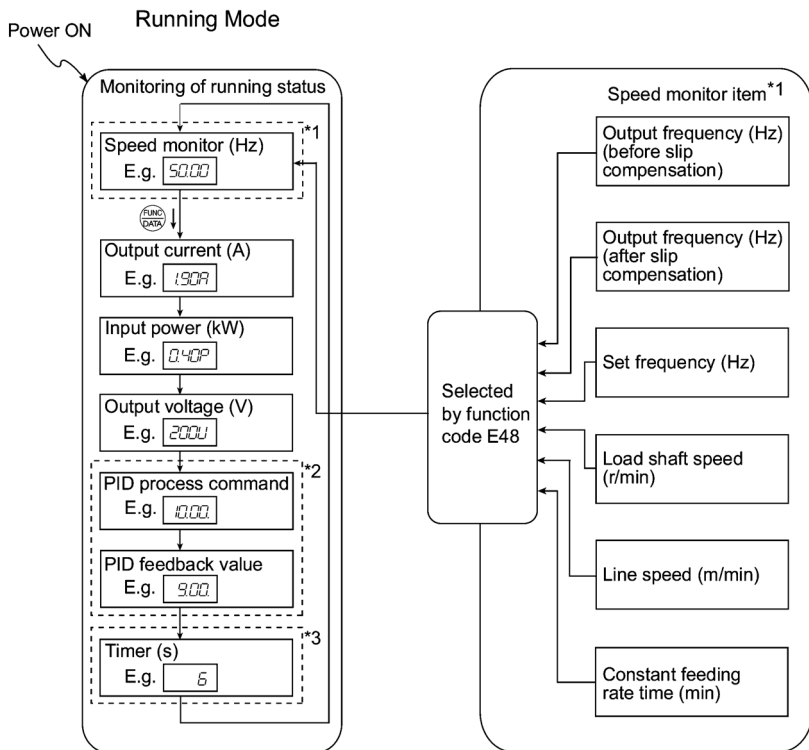 Running Mode
Power ON
Monitoring of running status
*1
Speed monitor (Hz)
E.g. 50.00
FUNC
DATA
Output current (A)
E.g. 1.90A
Input power (kW)
E.g. 0.40P
Output voltage (V)
E.g. 200U
*2
PID process command
E.g. 10.00.
PID feedback value
E.g. 9.00.
*3
Timer (s)
E.g. 6
Selected
by function
code E48
Speed monitor item*1
Output frequency (Hz)
(before slip
compensation)
Output frequency (Hz)
(after slip
compensation)
Set frequency (Hz)
Load shaft speed
(r/min)
Line speed (m/min)
Constant feeding
rate time (min)